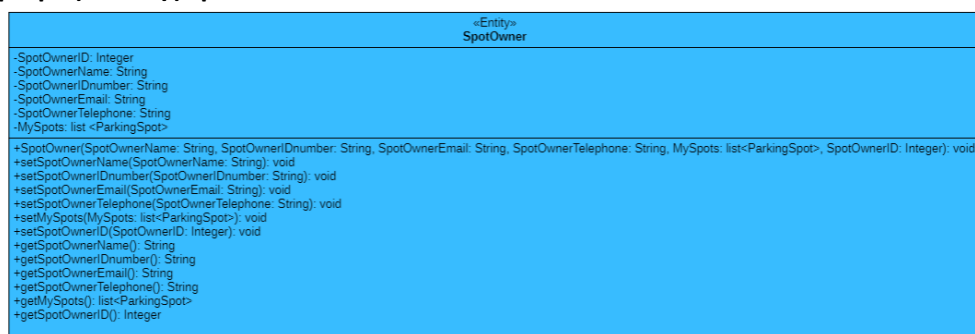 «Entity»
SpotOwner
-SpotOwnerID: Integer
-SpotOwnerName: String
-SpotOwnerIDnumber: String
-SpotOwnerEmail: String
-SpotOwnerTelephone: String
-MySpots: list <ParkingSpot>
+SpotOwner(SpotOwnerName: String, SpotOwnerIDnumber: String, SpotOwnerEmail: String, SpotOwnerTelephone: String, MySpots: list<ParkingSpot>, SpotOwnerID: Integer): void
+setSpotOwnerName(SpotOwnerName: String): void
+setSpotOwnerIDnumber(SpotOwnerIDnumber: String): void
+setSpotOwnerEmail(SpotOwnerEmail: String): void
+setSpotOwnerTelephone(SpotOwnerTelephone: String): void
+setMySpots(MySpots: list<ParkingSpot>): void
+setSpotOwnerID(SpotOwnerID: Integer): void
+getSpotOwnerName(): String
+getSpotOwnerIDnumber(): String
+getSpotOwnerEmail(): String
+getSpotOwnerTelephone(): String
+getMySpots(): list<ParkingSpot>
+getSpotOwnerID(): Integer